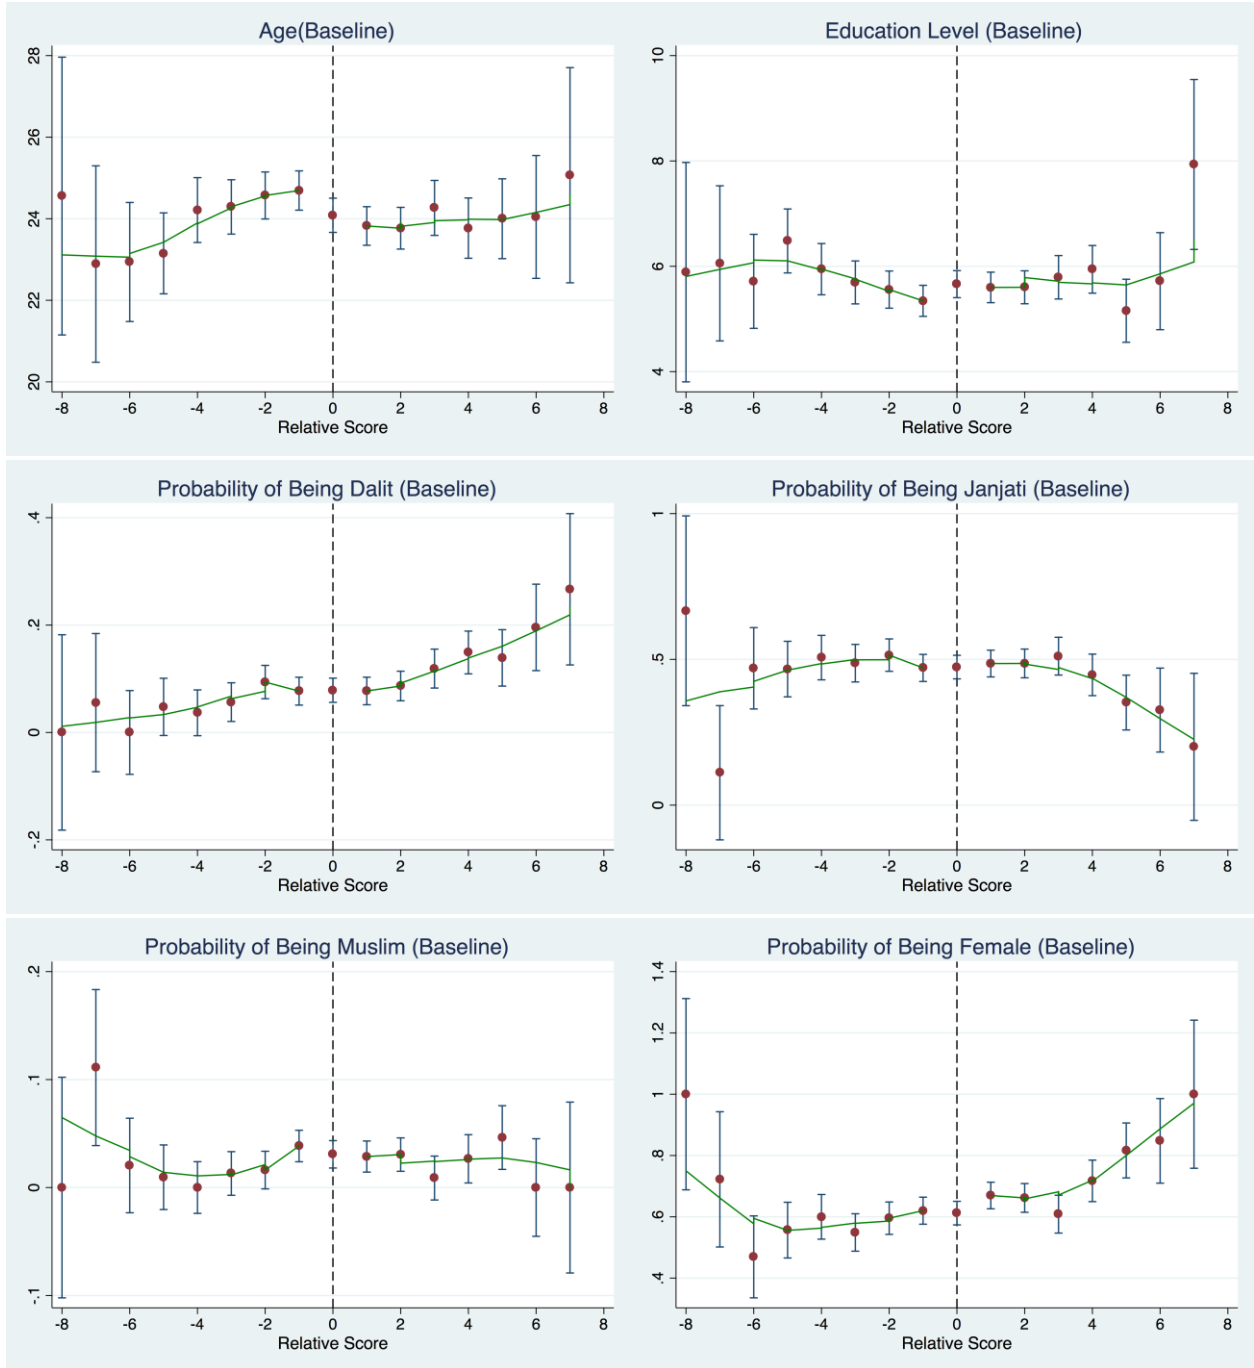 Age(Baseline)
28
26
24
22
20
-8 -6 -4 -2 0 2 4 6 8
Relative Score
Education Level (Baseline)
10
8
6
4
-8 -6 -4 -2 0 2 4 6 8
Relative Score
Probability of Being Dalit (Baseline)
.4
.2
0
-.2
-8 -6 -4 -2 0 2 4 6 8
Relative Score
Probability of Being Janjati (Baseline)
1
.5
0
-8 -6 -4 -2 0 2 4 6 8
Relative Score
Probability of Being Muslim (Baseline)
.2
.1
0
-.1
-8 -6 -4 -2 0 2 4 6 8
Relative Score
Probability of Being Female (Baseline)
1.4
1.2
1
.8
.6
.4
-8 -6 -4 -2 0 2 4 6 8
Relative Score